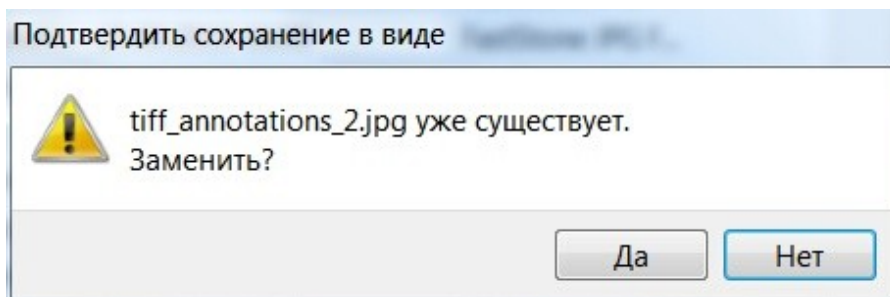 Подтвердить сохранение в виде
tiff_annotations_2.jpg уже существует.
Заменить?
Да
Нет